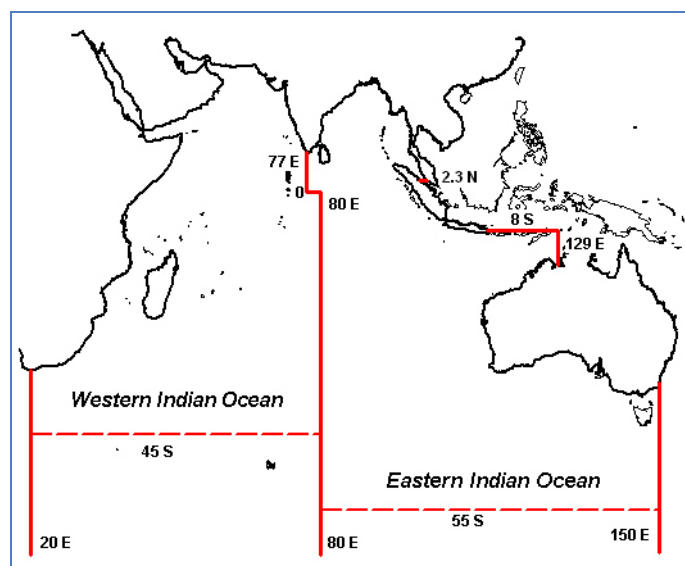 77 E
2.3 N
0
80 E
8 S
129 E
Western Indian Ocean
45 S
Eastern Indian Ocean
55 S
20 E
80 E
150 E